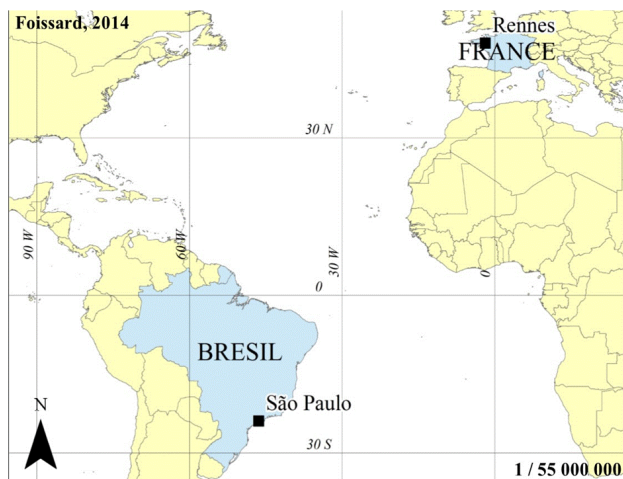 Foissard, 2014
Rennes
FRANCE
30 N
90 W
60 W
30 W
0
0
BRESIL
São Paulo
N
30 S
1 / 55 000 000